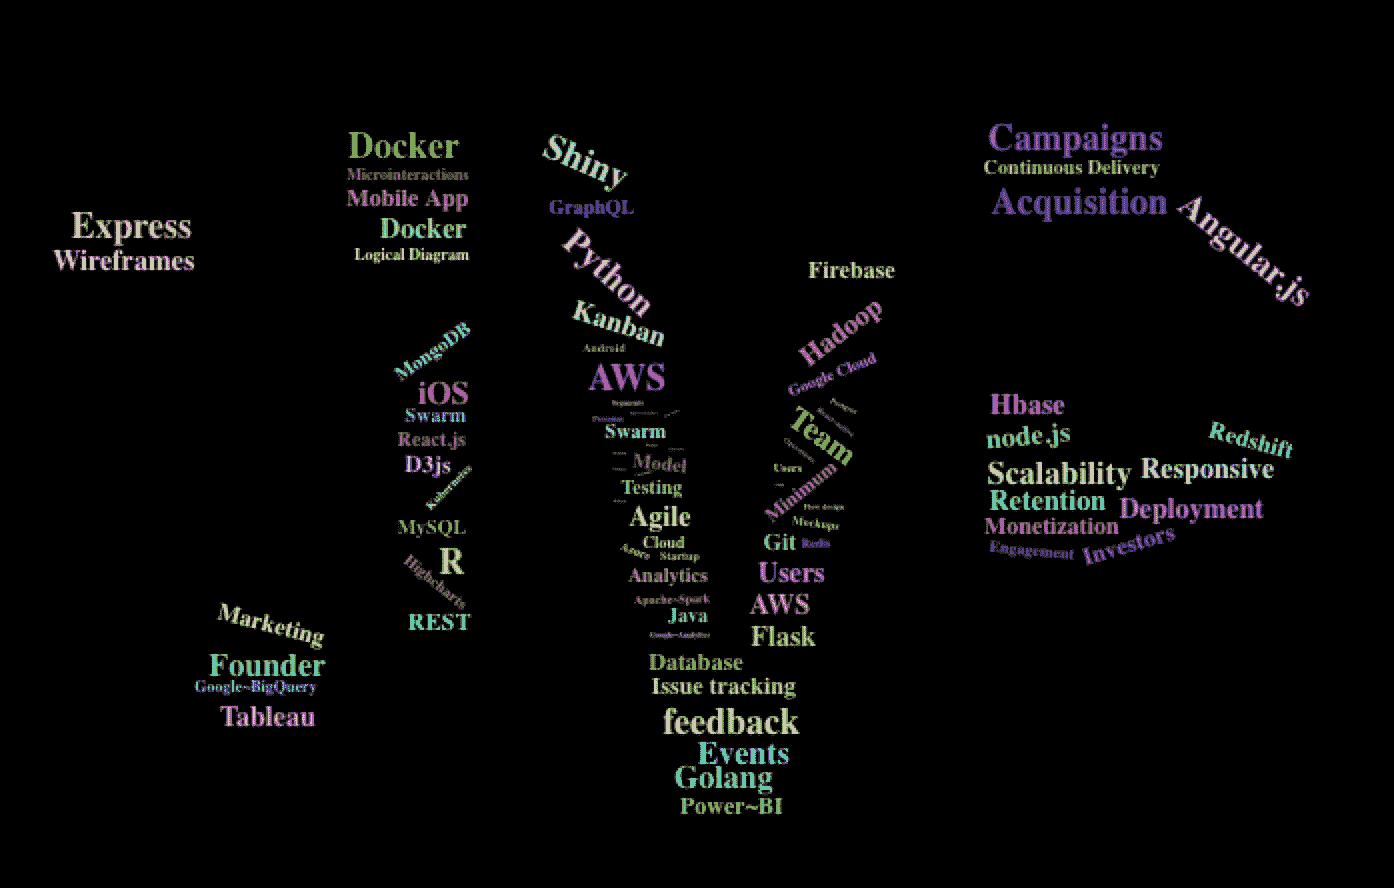 Express
Wireframes
Docker
Microinteractions
Mobile App
Docker
Logical Diagram
MongoDB
iOS
Swarm
React.js
D3js
Kubernetes
MySQL
R
Highcharts
REST
Marketing
Founder
Google~BigQuery
Tableau
Shiny
GraphQL
Python
Kanban
Android
AWS
Swarm
Model
Testing
Agile
Cloud
Azure
Startup
Analytics
Apache~Spark
Java
Google~Analytics
Database
Issue tracking
feedback
Events
Golang
Power~BI
Firebase
Hadoop
Google Cloud
Team
Users
Minimum
Mockups
Git
Redis
Users
AWS
Flask
Campaigns
Continuous Delivery
Acquisition
Angular.js
Hbase
node.js
Redshift
Scalability
Responsive
Retention
Deployment
Monetization
Engagement
Investors